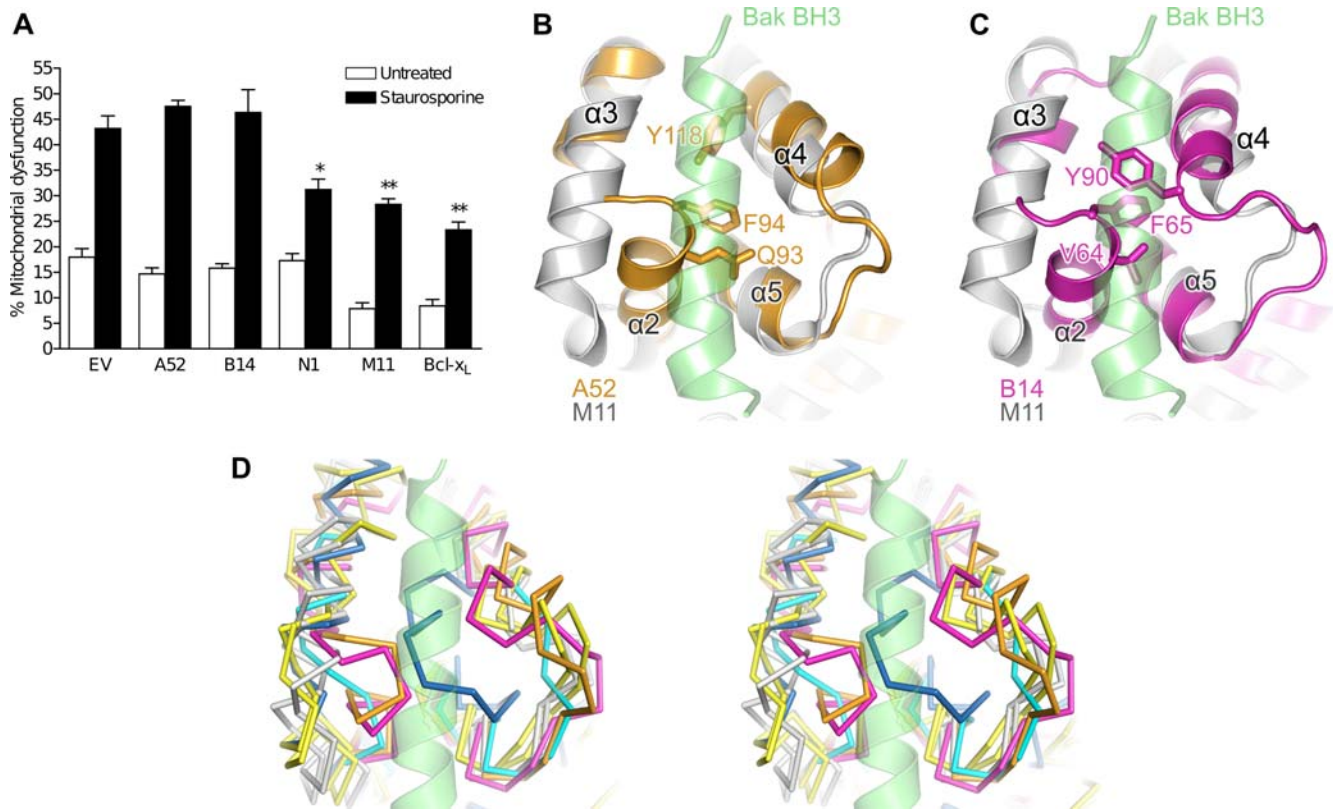 A
% Mitochondrial dysfunction
55
50
45
40
35
30
25
20
15
10
5
0
Untreated
Staurosporine
*
**
**
EV A52 B14 N1 M11 Bcl-xL
B
Bak BH3
α3
Y118
α4
F94
Q93
α5
α2
A52
M11
C
Bak BH3
α3
α4
Y90
F65
V64
α5
α2
B14
M11
D